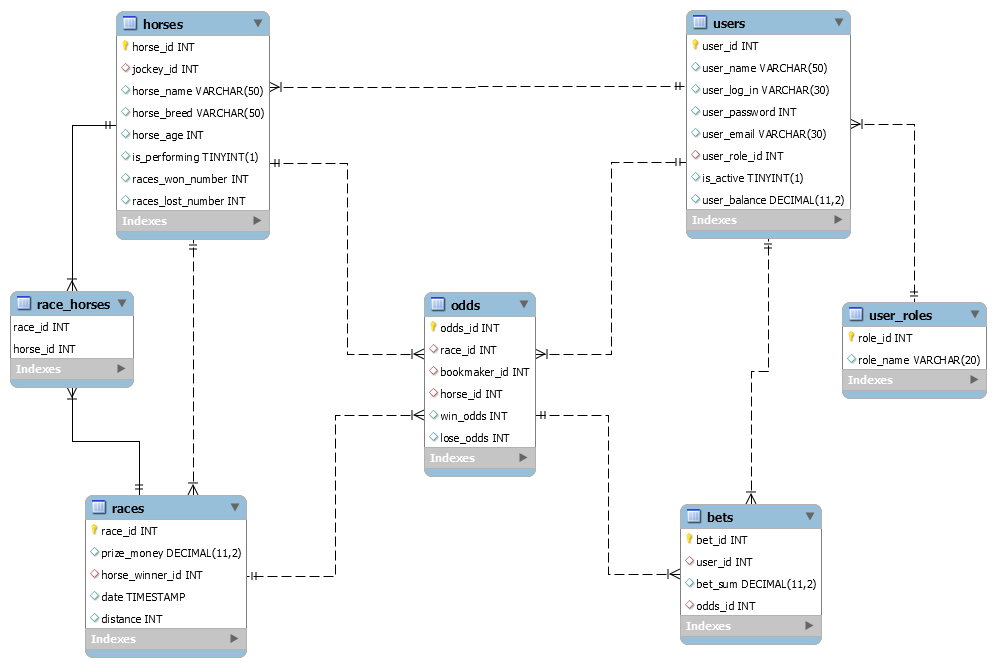 horses
horse_id INT
jockey_id INT
horse_name VARCHAR(50)
horse_breed VARCHAR(50)
horse_age INT
is_performing TINYINT(1)
races_won_number INT
races_lost_number INT
Indexes
users
user_id INT
user_name VARCHAR(50)
user_log_in VARCHAR(30)
user_password INT
user_email VARCHAR(30)
user_role_id INT
is_active TINYINT(1)
user_balance DECIMAL(11,2)
Indexes
race_horses
race_id INT
horse_id INT
Indexes
odds
odds_id INT
race_id INT
bookmaker_id INT
horse_id INT
win_odds INT
lose_odds INT
Indexes
user_roles
role_id INT
role_name VARCHAR(20)
Indexes
races
race_id INT
prize_money DECIMAL(11,2)
horse_winner_id INT
date TIMESTAMP
distance INT
Indexes
bets
bet_id INT
user_id INT
bet_sum DECIMAL(11,2)
odds_id INT
Indexes